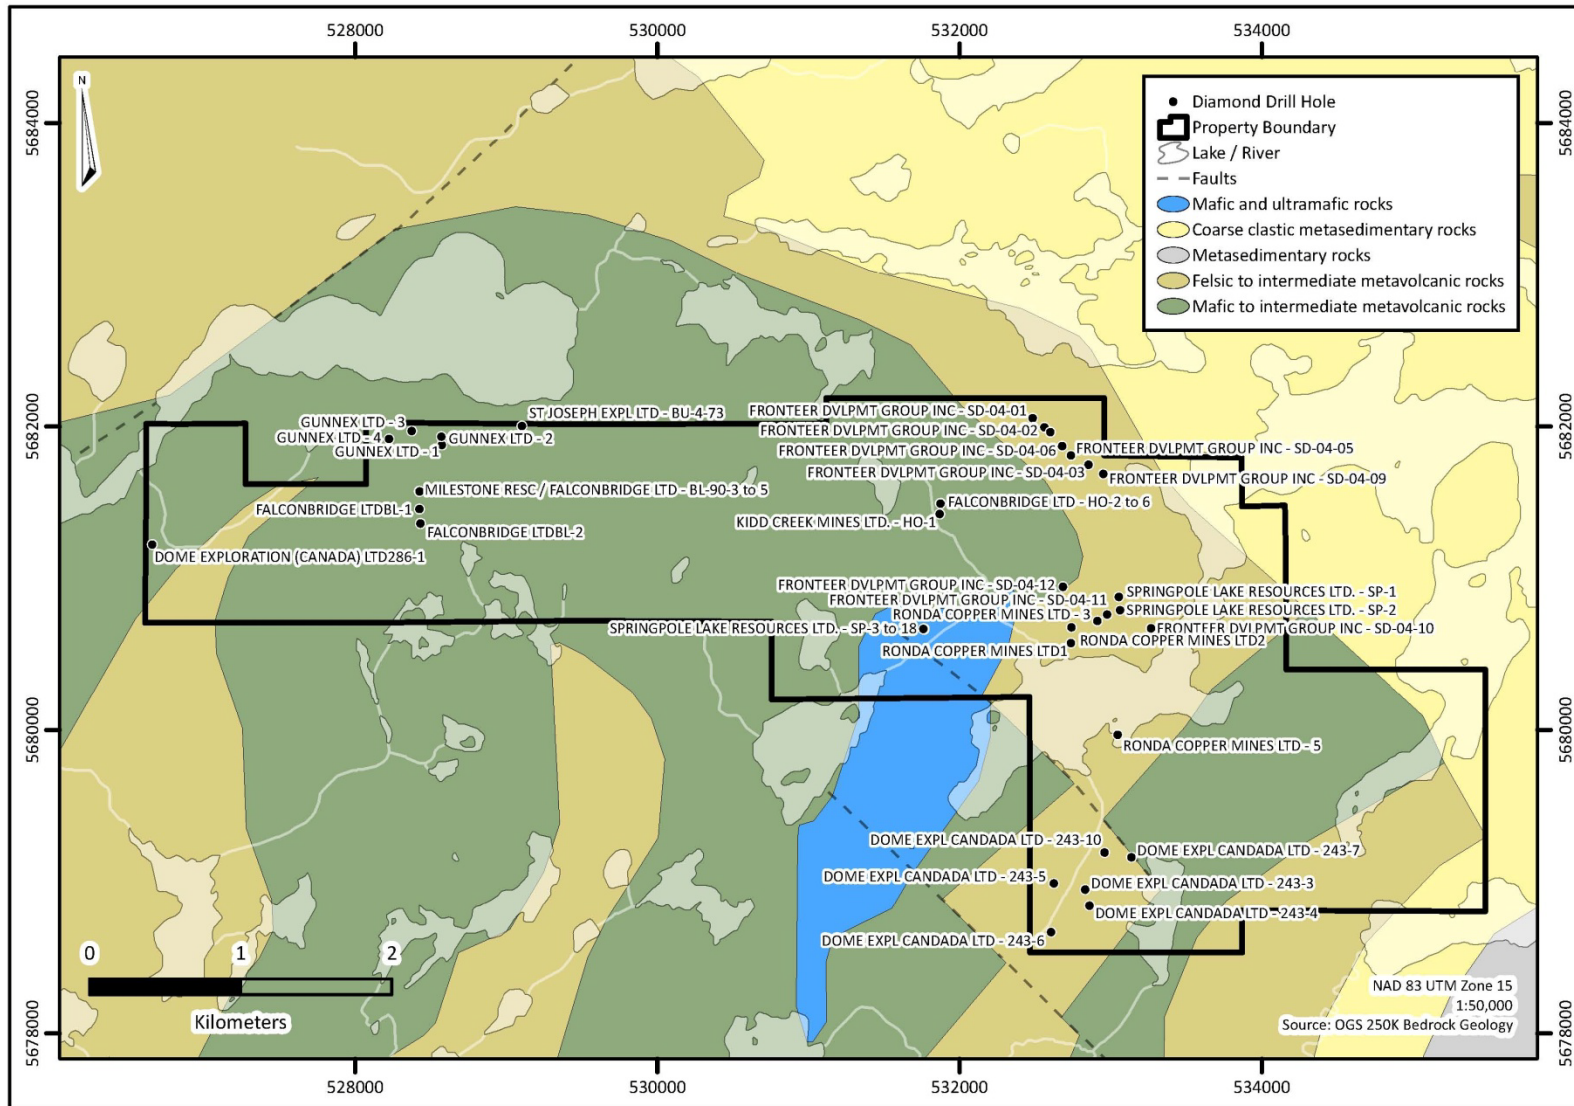 528000
530000
532000
534000
N
5684000
5684000
Diamond Drill Hole
Property Boundary
Lake / River
Faults
Mafic and ultramafic rocks
Coarse clastic metasedimentary rocks
Metasedimentary rocks
Felsic to intermediate metavolcanic rocks
Mafic to intermediate metavolcanic rocks
5682000
5682000
ST JOSEPH EXPL LTD - BU-4-73
GUNNEX LTD - 3
GUNNEX LTD - 4
GUNNEX LTD - 2
GUNNEX LTD - 1
FRONTEER DVLPMT GROUP INC - SD-04-01
FRONTEER DVLPMT GROUP INC - SD-04-02
FRONTEER DVLPMT GROUP INC - SD-04-06
FRONTEER DVLPMT GROUP INC - SD-04-05
FRONTEER DVLPMT GROUP INC - SD-04-03
FRONTEER DVLPMT GROUP INC - SD-04-09
MILESTONE RESC / FALCONBRIDGE LTD - BL-90-3 to 5
FALCONBRIDGE LTDBL-1
FALCONBRIDGE LTDBL-2
FALCONBRIDGE LTD - HO-2 to 6
KIDD CREEK MINES LTD. - HO-1
DOME EXPLORATION (CANADA) LTD286-1
FRONTEER DVLPMT GROUP INC - SD-04-12
FRONTEER DVLPMT GROUP INC - SD-04-11
SPRINGPOLE LAKE RESOURCES LTD. - SP-1
RONDA COPPER MINES LTD - 3
SPRINGPOLE LAKE RESOURCES LTD. - SP-2
SPRINGPOLE LAKE RESOURCES LTD. - SP-3 to 18
FRONTEER DVLPMT GROUP INC - SD-04-10
RONDA COPPER MINES LTD2
RONDA COPPER MINES LTD1
5680000
5680000
RONDA COPPER MINES LTD - 5
DOME EXPL CANDADA LTD - 243-10
DOME EXPL CANDADA LTD - 243-7
DOME EXPL CANDADA LTD - 243-5
DOME EXPL CANDADA LTD - 243-3
DOME EXPL CANDADA LTD - 243-4
DOME EXPL CANDADA LTD - 243-6
0 1 2
Kilometers
NAD 83 UTM Zone 15
1:50,000
Source: OGS 250K Bedrock Geology
5678000
5678000
528000
530000
532000
534000